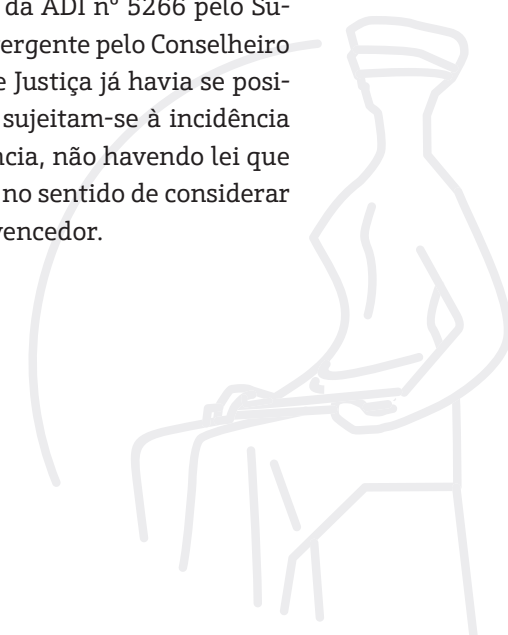 da ADI nº 5266 pelo Su-
ergente pelo Conselheiro
e Justiça já havia se posi-
sujeitam-se à incidência
ncia, não havendo lei que
no sentido de considerar
vencedor.